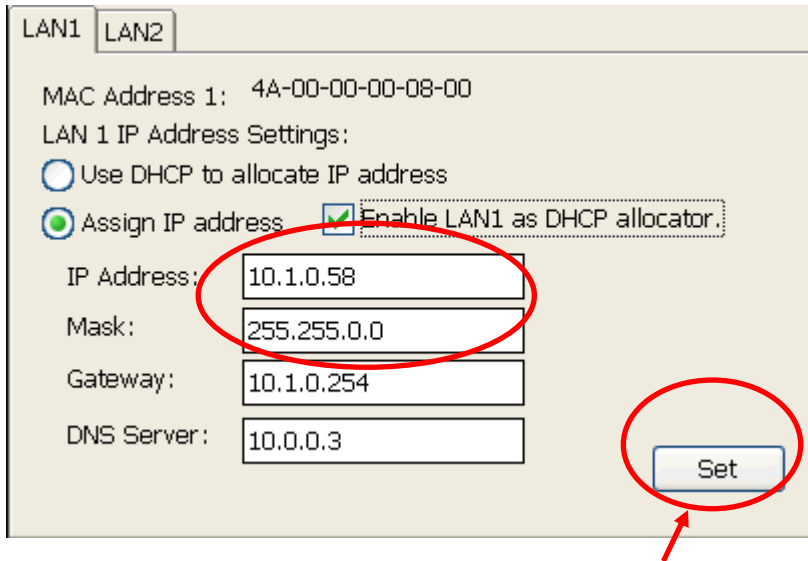 LAN1 LAN2
MAC Address 1: 4A-00-00-00-08-00
LAN 1 IP Address Settings:
Use DHCP to allocate IP address
Assign IP address Enable LAN1 as DHCP allocator.
IP Address: 10.1.0.58
Mask: 255.255.0.0
Gateway: 10.1.0.254
DNS Server: 10.0.0.3
Set